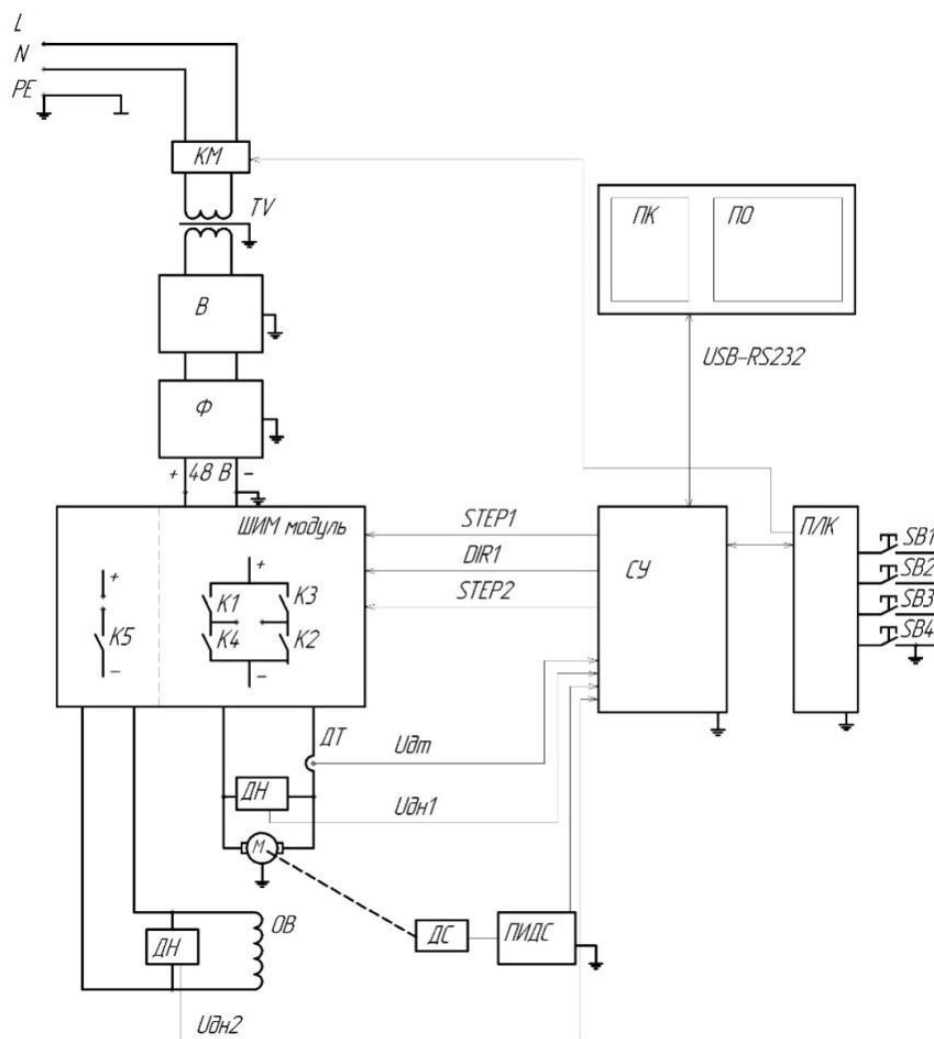 L
N
PE
КМ
TV
ПК
ПО
В
USB-RS232
Ф
+ 48 В -
ШИМ модуль
STEP1
ПЛК
SB1
DIR1
СУ
SB2
+
+
STEP2
К1
К3
SB3
К5
К4
К2
SB4
-
-
ДТ
Uдт
ДН
Uдн1
М
ОВ
ДН
ДС
ПИДС
Uдн2